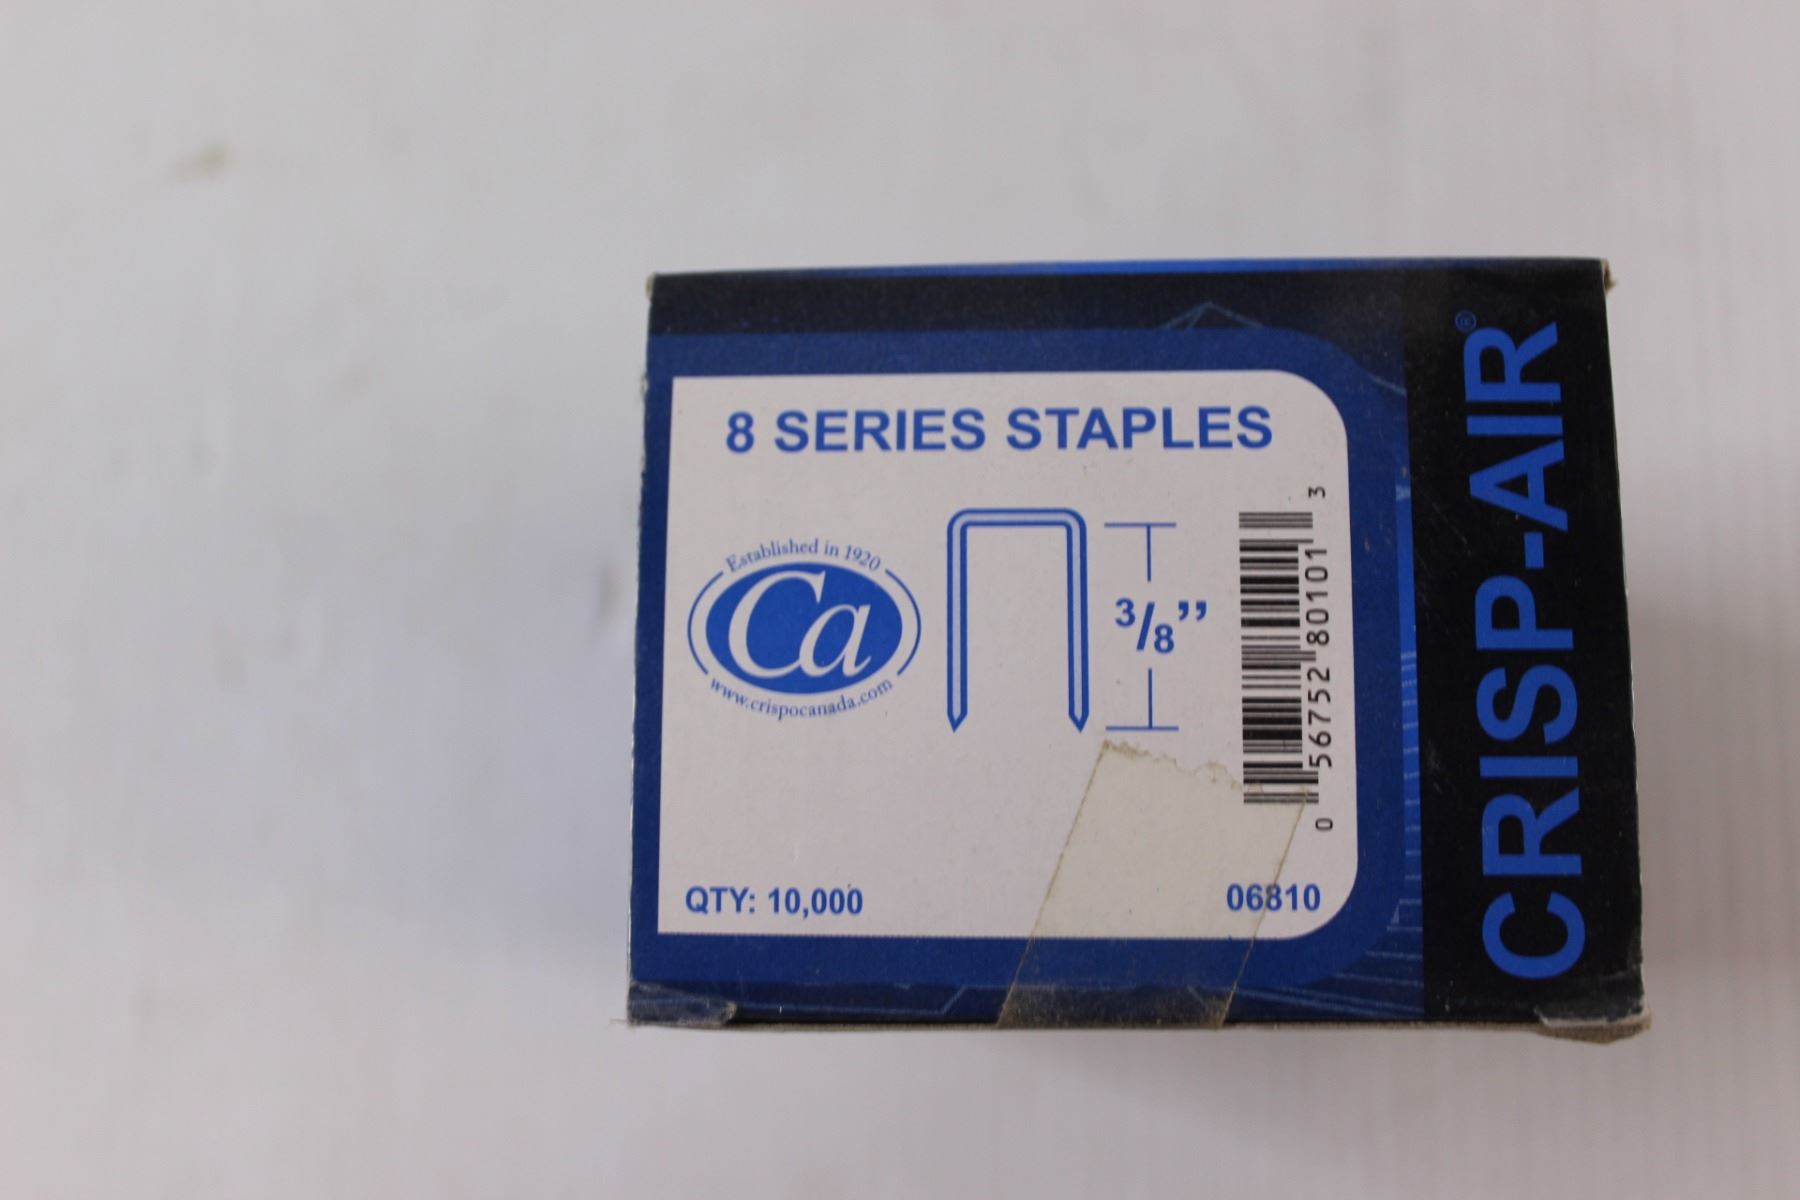 8 SERIES STAPLES
Established in 1920
Ca
www.crispocanada.com
3/8”
0 56752 80101 3
QTY: 10,000
06810
CRISP-AIR®